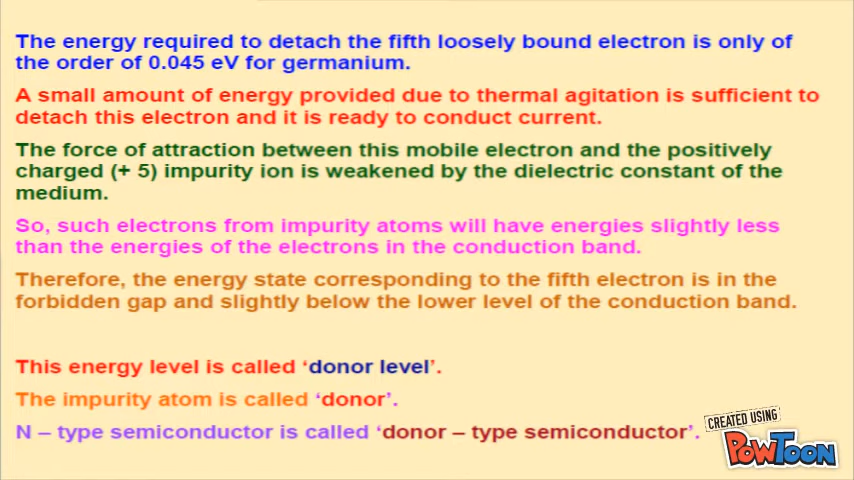 The energy required to detach the fifth loosely bound electron is only of
the order of 0.045 eV for germanium.
A small amount of energy provided due to thermal agitation is sufficient to
detach this electron and it is ready to conduct current.
The force of attraction between this mobile electron and the positively
charged (+ 5) impurity ion is weakened by the dielectric constant of the
medium.
So, such electrons from impurity atoms will have energies slightly less
than the energies of the electrons in the conduction band.
Therefore, the energy state corresponding to the fifth electron is in the
forbidden gap and slightly below the lower level of the conduction band.
This energy level is called ‘donor level’.
The impurity atom is called ‘donor’.
N – type semiconductor is called ‘donor – type semiconductor’.
CREATED USING
POWTOON